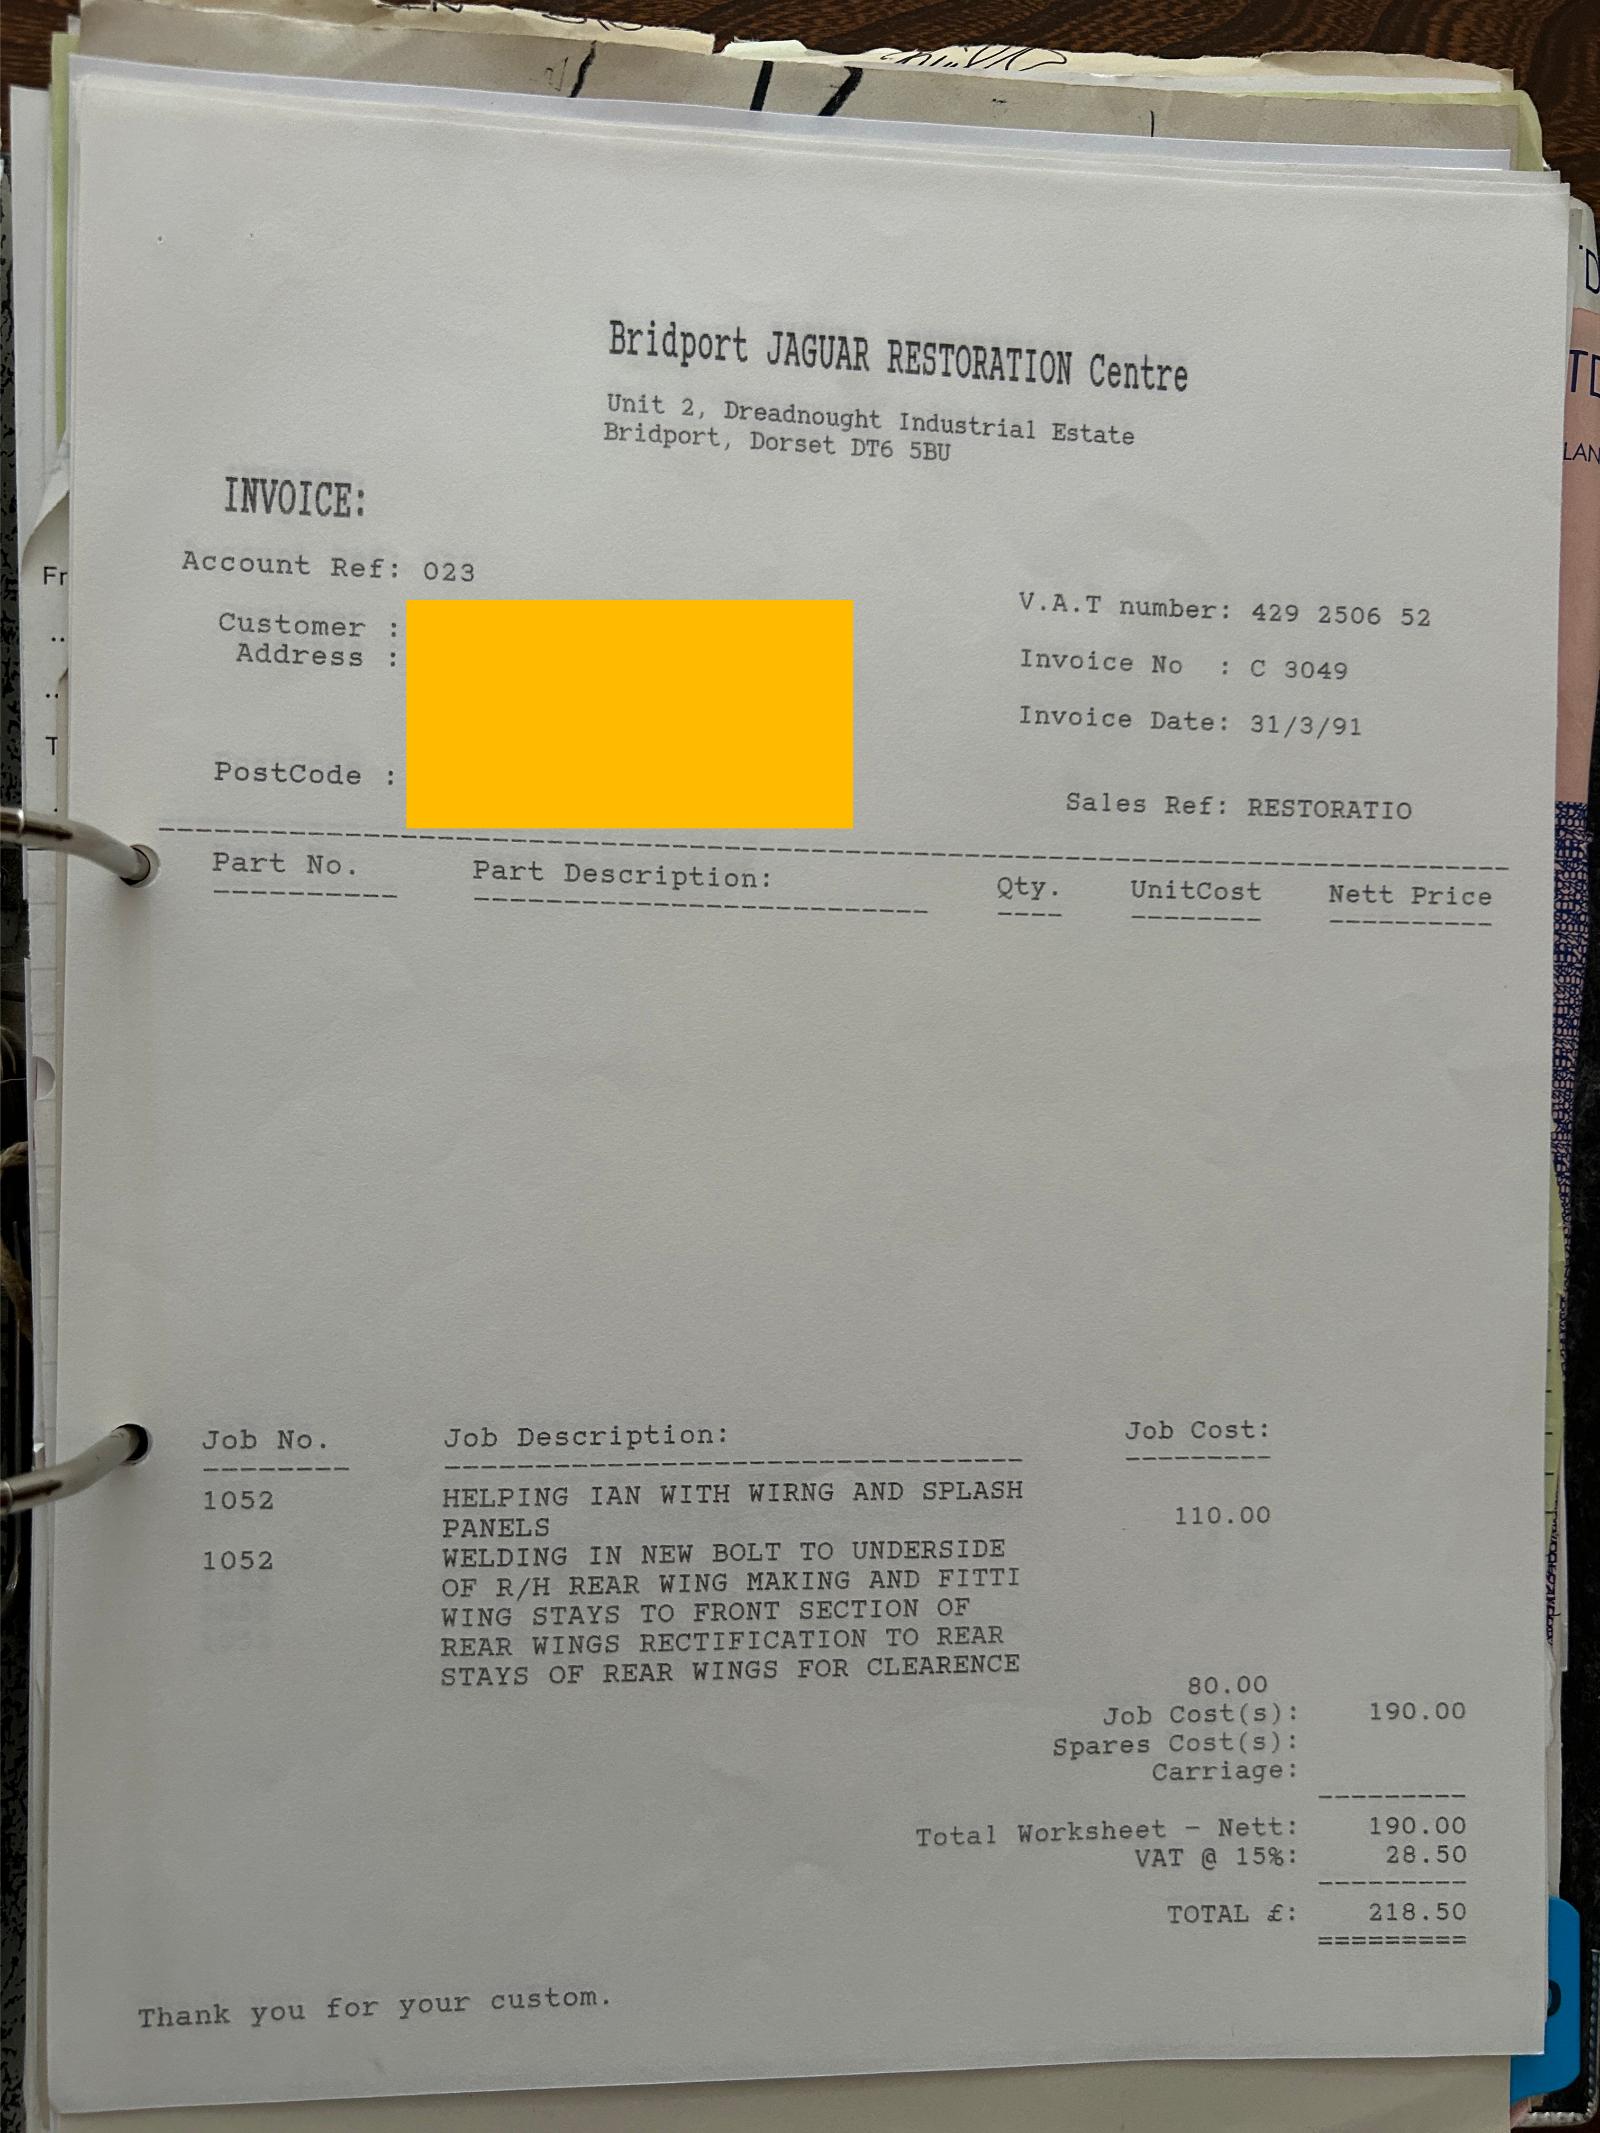 Bridport JAGUAR RESTORATION Centre
Unit 2, Dreadnought Industrial Estate
Bridport, Dorset DT6 5BU
INVOICE:
Account Ref: 023
Customer :
Address :
PostCode :
V.A.T number: 429 2506 52
Invoice No : C 3049
Invoice Date: 31/3/91
Sales Ref: RESTORATIO
Part No. Part Description: Qty. UnitCost Nett Price
Job No. Job Description: Job Cost:
1052 HELPING IAN WITH WIRNG AND SPLASH
PANELS 110.00
1052 WELDING IN NEW BOLT TO UNDERSIDE
OF R/H REAR WING MAKING AND FITTI
WING STAYS TO FRONT SECTION OF
REAR WINGS RECTIFICATION TO REAR
STAYS OF REAR WINGS FOR CLEARENCE
80.00
Job Cost(s): 190.00
Spares Cost(s):
Carriage:
Total Worksheet - Nett: 190.00
VAT @ 15%: 28.50
TOTAL £: 218.50
Thank you for your custom.